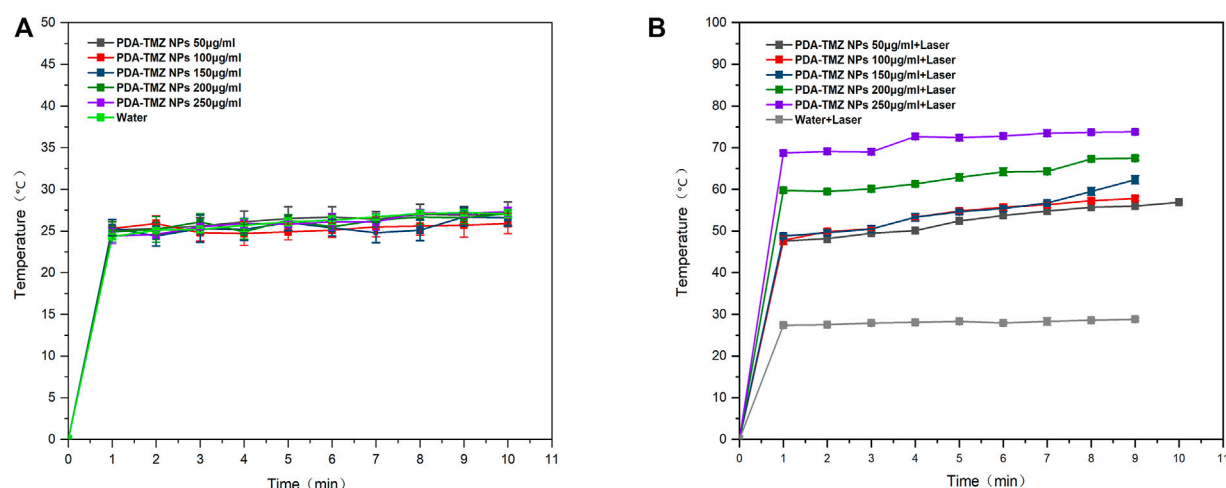 A
50
45
40
35
30
25
20
15
10
5
0
Temperature（℃）
PDA-TMZ NPs 50μg/ml
PDA-TMZ NPs 100μg/ml
PDA-TMZ NPs 150μg/ml
PDA-TMZ NPs 200μg/ml
PDA-TMZ NPs 250μg/ml
Water
0 1 2 3 4 5 6 7 8 9 10 11
Time（min）
B
100
90
80
70
60
50
40
30
20
10
0
Temperature（℃）
PDA-TMZ NPs 50μg/ml+Laser
PDA-TMZ NPs 100μg/ml+Laser
PDA-TMZ NPs 150μg/ml+Laser
PDA-TMZ NPs 200μg/ml+Laser
PDA-TMZ NPs 250μg/ml+Laser
Water+Laser
0 1 2 3 4 5 6 7 8 9 10 11
Time（min）